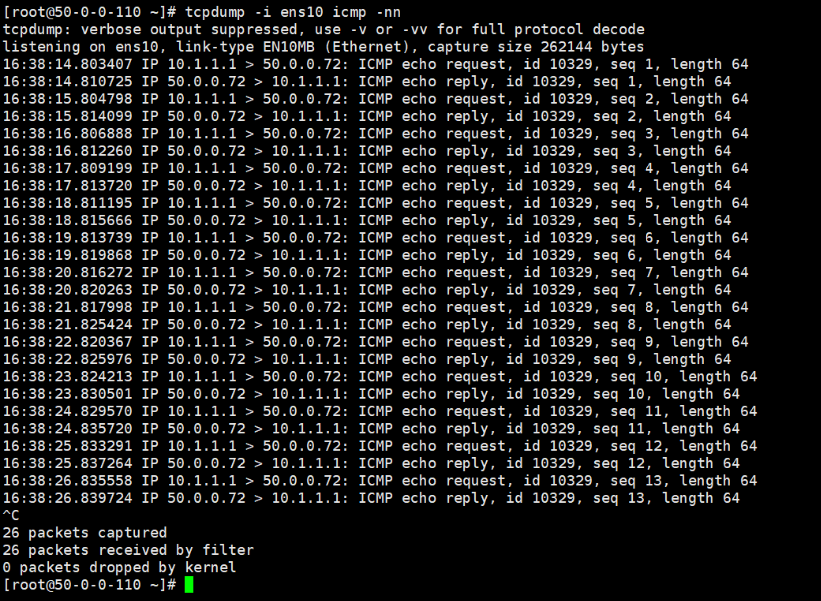 [root@50-0-0-110 ~]# tcpdump -i ens10 icmp -nn
tcpdump: verbose output suppressed, use -v or -vv for full protocol decode
listening on ens10, link-type EN10MB (Ethernet), capture size 262144 bytes
16:38:14.803407 IP 10.1.1.1 > 50.0.0.72: ICMP echo request, id 10329, seq 1, length 64
16:38:14.810725 IP 50.0.0.72 > 10.1.1.1: ICMP echo reply, id 10329, seq 1, length 64
16:38:15.804798 IP 10.1.1.1 > 50.0.0.72: ICMP echo request, id 10329, seq 2, length 64
16:38:15.814099 IP 50.0.0.72 > 10.1.1.1: ICMP echo reply, id 10329, seq 2, length 64
16:38:16.806888 IP 10.1.1.1 > 50.0.0.72: ICMP echo request, id 10329, seq 3, length 64
16:38:16.812260 IP 50.0.0.72 > 10.1.1.1: ICMP echo reply, id 10329, seq 3, length 64
16:38:17.809199 IP 10.1.1.1 > 50.0.0.72: ICMP echo request, id 10329, seq 4, length 64
16:38:17.813720 IP 50.0.0.72 > 10.1.1.1: ICMP echo reply, id 10329, seq 4, length 64
16:38:18.811195 IP 10.1.1.1 > 50.0.0.72: ICMP echo request, id 10329, seq 5, length 64
16:38:18.815666 IP 50.0.0.72 > 10.1.1.1: ICMP echo reply, id 10329, seq 5, length 64
16:38:19.813739 IP 10.1.1.1 > 50.0.0.72: ICMP echo request, id 10329, seq 6, length 64
16:38:19.819868 IP 50.0.0.72 > 10.1.1.1: ICMP echo reply, id 10329, seq 6, length 64
16:38:20.816272 IP 10.1.1.1 > 50.0.0.72: ICMP echo request, id 10329, seq 7, length 64
16:38:20.820263 IP 50.0.0.72 > 10.1.1.1: ICMP echo reply, id 10329, seq 7, length 64
16:38:21.817998 IP 10.1.1.1 > 50.0.0.72: ICMP echo request, id 10329, seq 8, length 64
16:38:21.825424 IP 50.0.0.72 > 10.1.1.1: ICMP echo reply, id 10329, seq 8, length 64
16:38:22.820367 IP 10.1.1.1 > 50.0.0.72: ICMP echo request, id 10329, seq 9, length 64
16:38:22.825976 IP 50.0.0.72 > 10.1.1.1: ICMP echo reply, id 10329, seq 9, length 64
16:38:23.824213 IP 10.1.1.1 > 50.0.0.72: ICMP echo request, id 10329, seq 10, length 64
16:38:23.830501 IP 50.0.0.72 > 10.1.1.1: ICMP echo reply, id 10329, seq 10, length 64
16:38:24.829570 IP 10.1.1.1 > 50.0.0.72: ICMP echo request, id 10329, seq 11, length 64
16:38:24.835720 IP 50.0.0.72 > 10.1.1.1: ICMP echo reply, id 10329, seq 11, length 64
16:38:25.833291 IP 10.1.1.1 > 50.0.0.72: ICMP echo request, id 10329, seq 12, length 64
16:38:25.837264 IP 50.0.0.72 > 10.1.1.1: ICMP echo reply, id 10329, seq 12, length 64
16:38:26.835558 IP 10.1.1.1 > 50.0.0.72: ICMP echo request, id 10329, seq 13, length 64
16:38:26.839724 IP 50.0.0.72 > 10.1.1.1: ICMP echo reply, id 10329, seq 13, length 64
^C
26 packets captured
26 packets received by filter
0 packets dropped by kernel
[root@50-0-0-110 ~]#